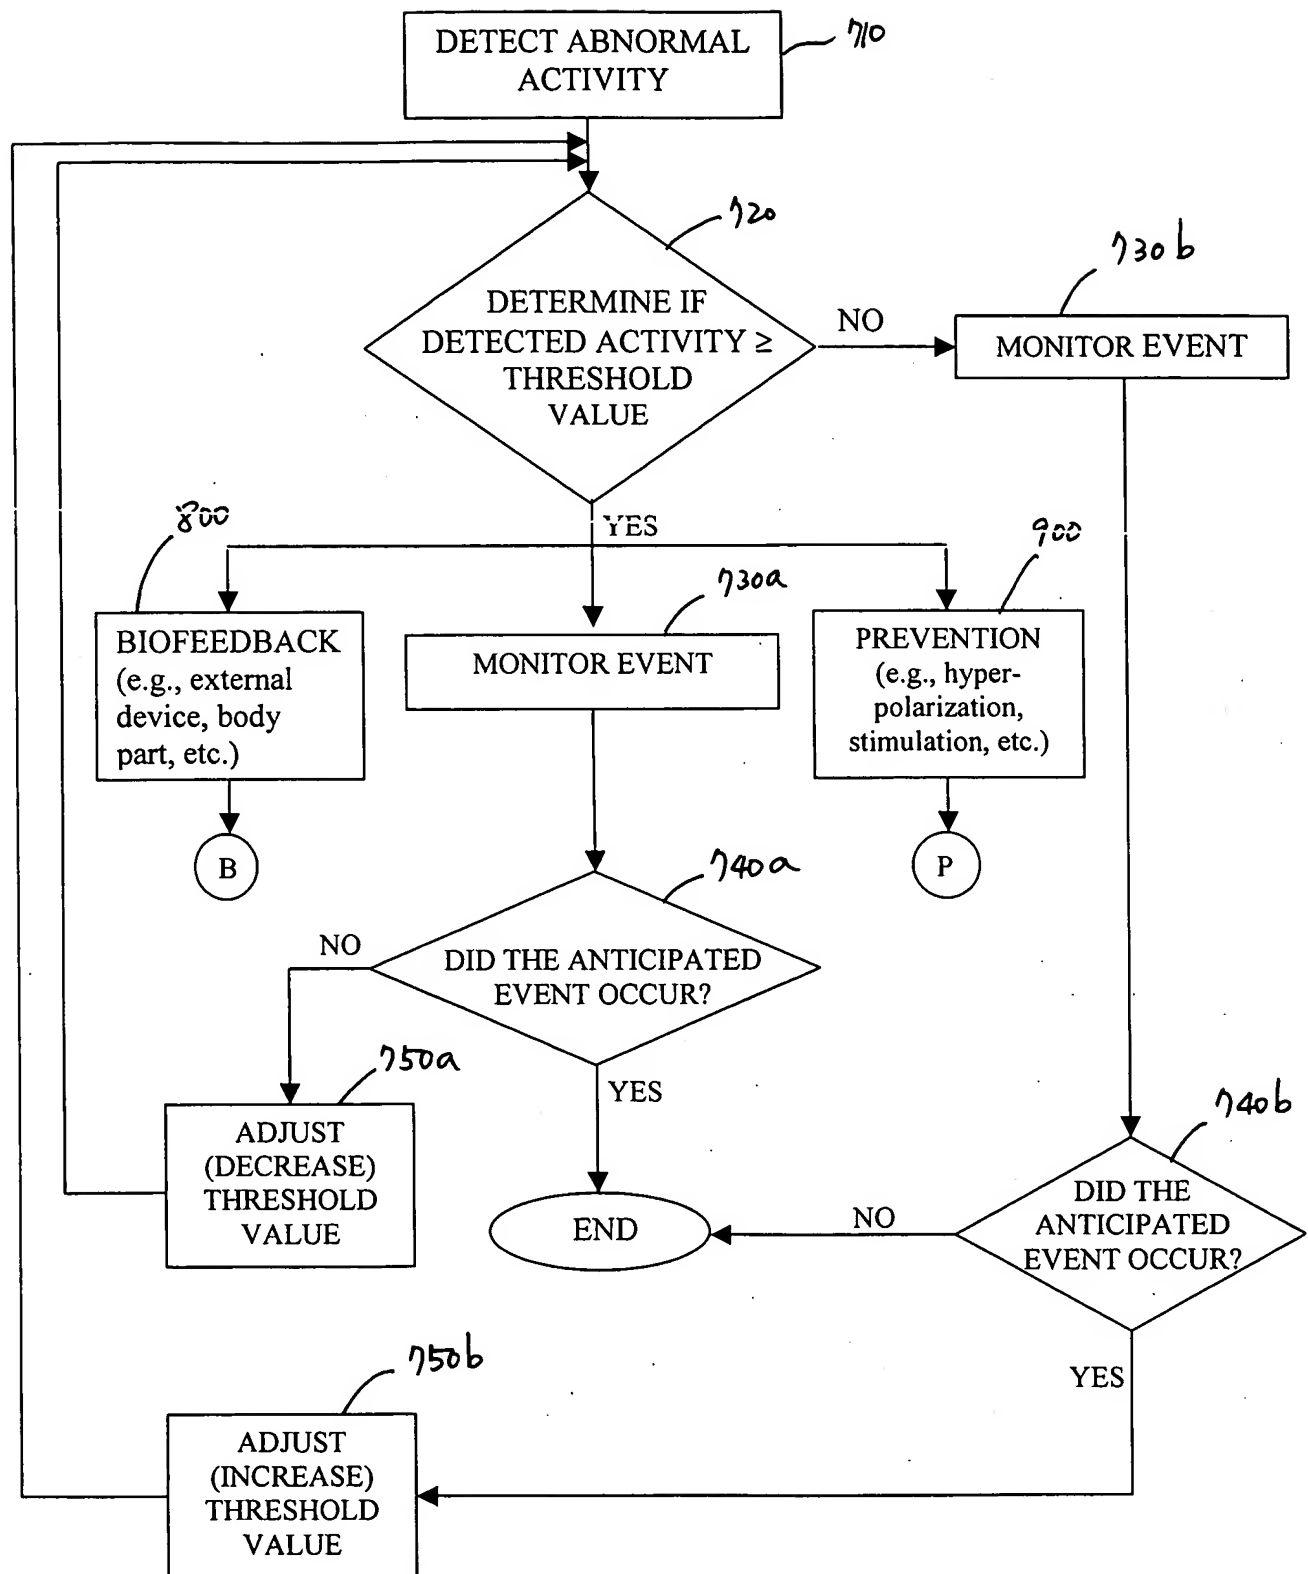 DETECT ABNORMAL
ACTIVITY
710
720
DETERMINE IF
DETECTED ACTIVITY ≥
THRESHOLD
VALUE
NO
730b
MONITOR EVENT
YES
800
BIOFEEDBACK
(e.g., external
device, body
part, etc.)
B
730a
MONITOR EVENT
900
PREVENTION
(e.g., hyper-
polarization,
stimulation, etc.)
P
740a
DID THE ANTICIPATED
EVENT OCCUR?
NO
YES
750a
ADJUST
(DECREASE)
THRESHOLD
VALUE
END
740b
DID THE
ANTICIPATED
EVENT OCCUR?
NO
YES
750b
ADJUST
(INCREASE)
THRESHOLD
VALUE